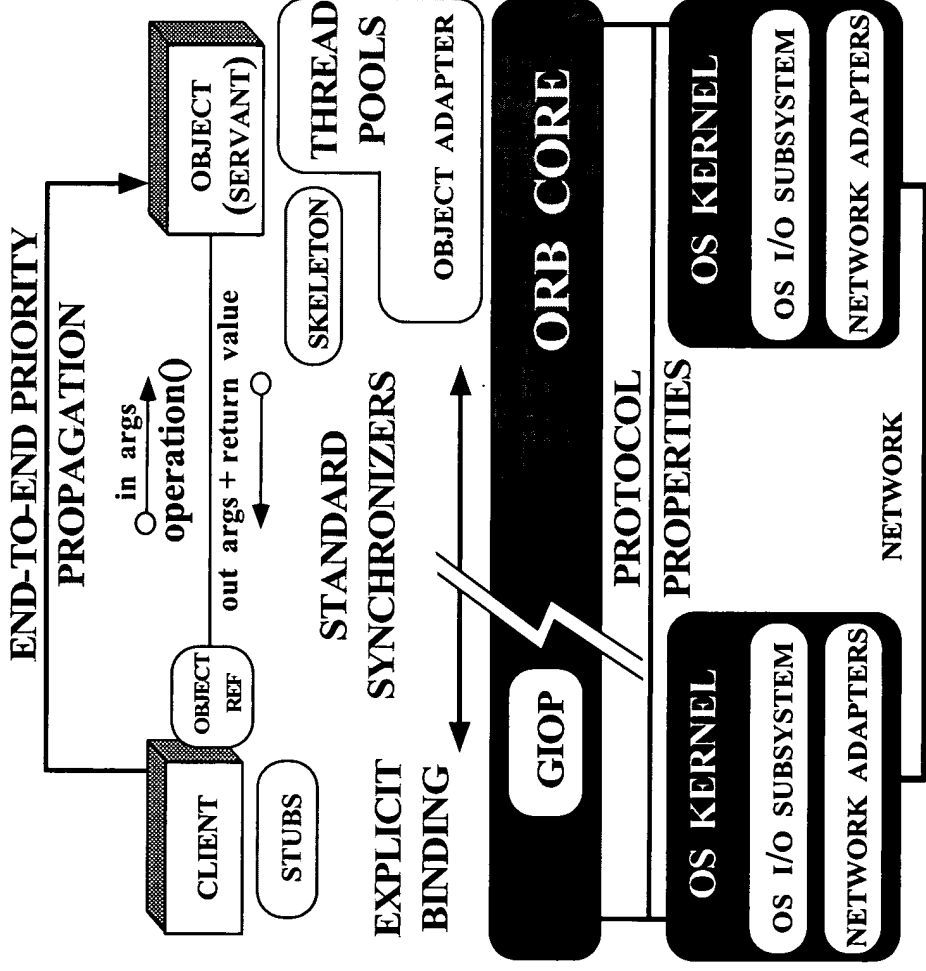 END-TO-END PRIORITY
PROPAGATION
in args
operation()
out args + return value
CLIENT
OBJECT
REF
OBJECT
(SERVANT)
STUBS
SKELETON
THREAD
POOLS
OBJECT ADAPTER
EXPLICIT
BINDING
STANDARD
SYNCHRONIZERS
GIOP
ORB CORE
PROTOCOL
PROPERTIES
OS KERNEL
OS I/O SUBSYSTEM
NETWORK ADAPTERS
NETWORK
OS KERNEL
OS I/O SUBSYSTEM
NETWORK ADAPTERS